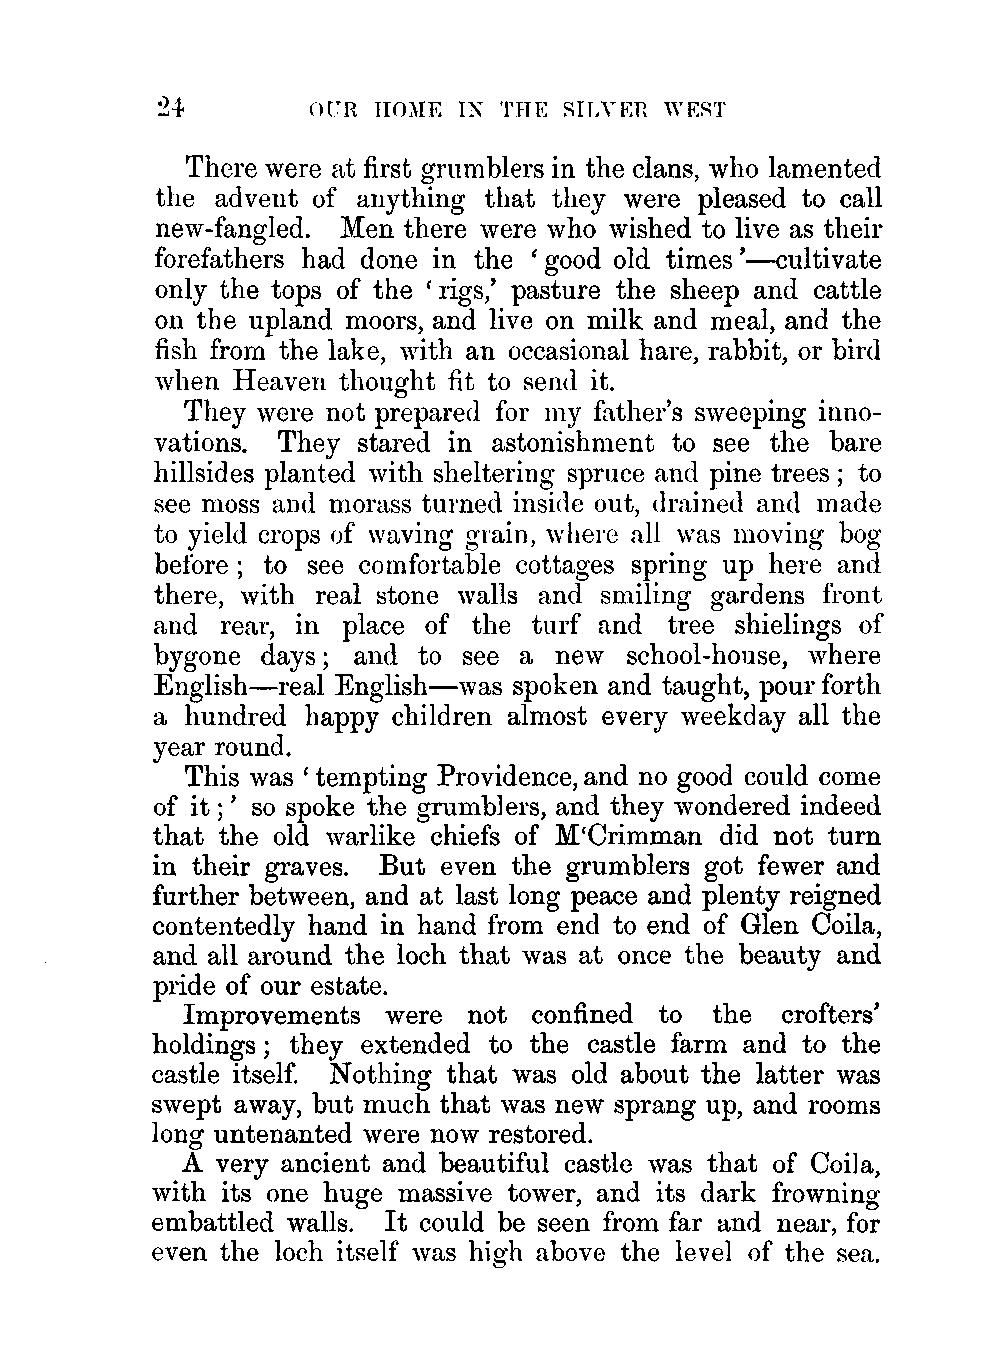 24 OUR HOME IN THE SILVER WEST
There were at first grumblers in the clans, who lamented
the advent of anything that they were pleased to call
new-fangled. Men there were who wished to live as their
forefathers had done in the ‘good old times’—cultivate
only the tops of the ‘rigs,’ pasture the sheep and cattle
on the upland moors, and live on milk and meal, and the
fish from the lake, with an occasional hare, rabbit, or bird
when Heaven thought fit to send it.
They were not prepared for my father's sweeping inno-
vations. They stared in astonishment to see the bare
hillsides planted with sheltering spruce and pine trees; to
see moss and morass turned inside out, drained and made
to yield crops of waving grain, where all was moving bog
before; to see comfortable cottages spring up here and
there, with real stone walls and smiling gardens front
and rear, in place of the turf and tree shielings of
bygone days; and to see a new school-house, where
English—real English—was spoken and taught, pour forth
a hundred happy children almost every weekday all the
year round.
This was ‘tempting Providence, and no good could come
of it;’ so spoke the grumblers, and they wondered indeed
that the old warlike chiefs of M‘Crimman did not turn
in their graves. But even the grumblers got fewer and
further between, and at last long peace and plenty reigned
contentedly hand in hand from end to end of Glen Coila,
and all around the loch that was at once the beauty and
pride of our estate.
Improvements were not confined to the crofters’
holdings; they extended to the castle farm and to the
castle itself. Nothing that was old about the latter was
swept away, but much that was new sprang up, and rooms
long untenanted were now restored.
A very ancient and beautiful castle was that of Coila,
with its one huge massive tower, and its dark frowning
embattled walls. It could be seen from far and near, for
even the loch itself was high above the level of the sea.